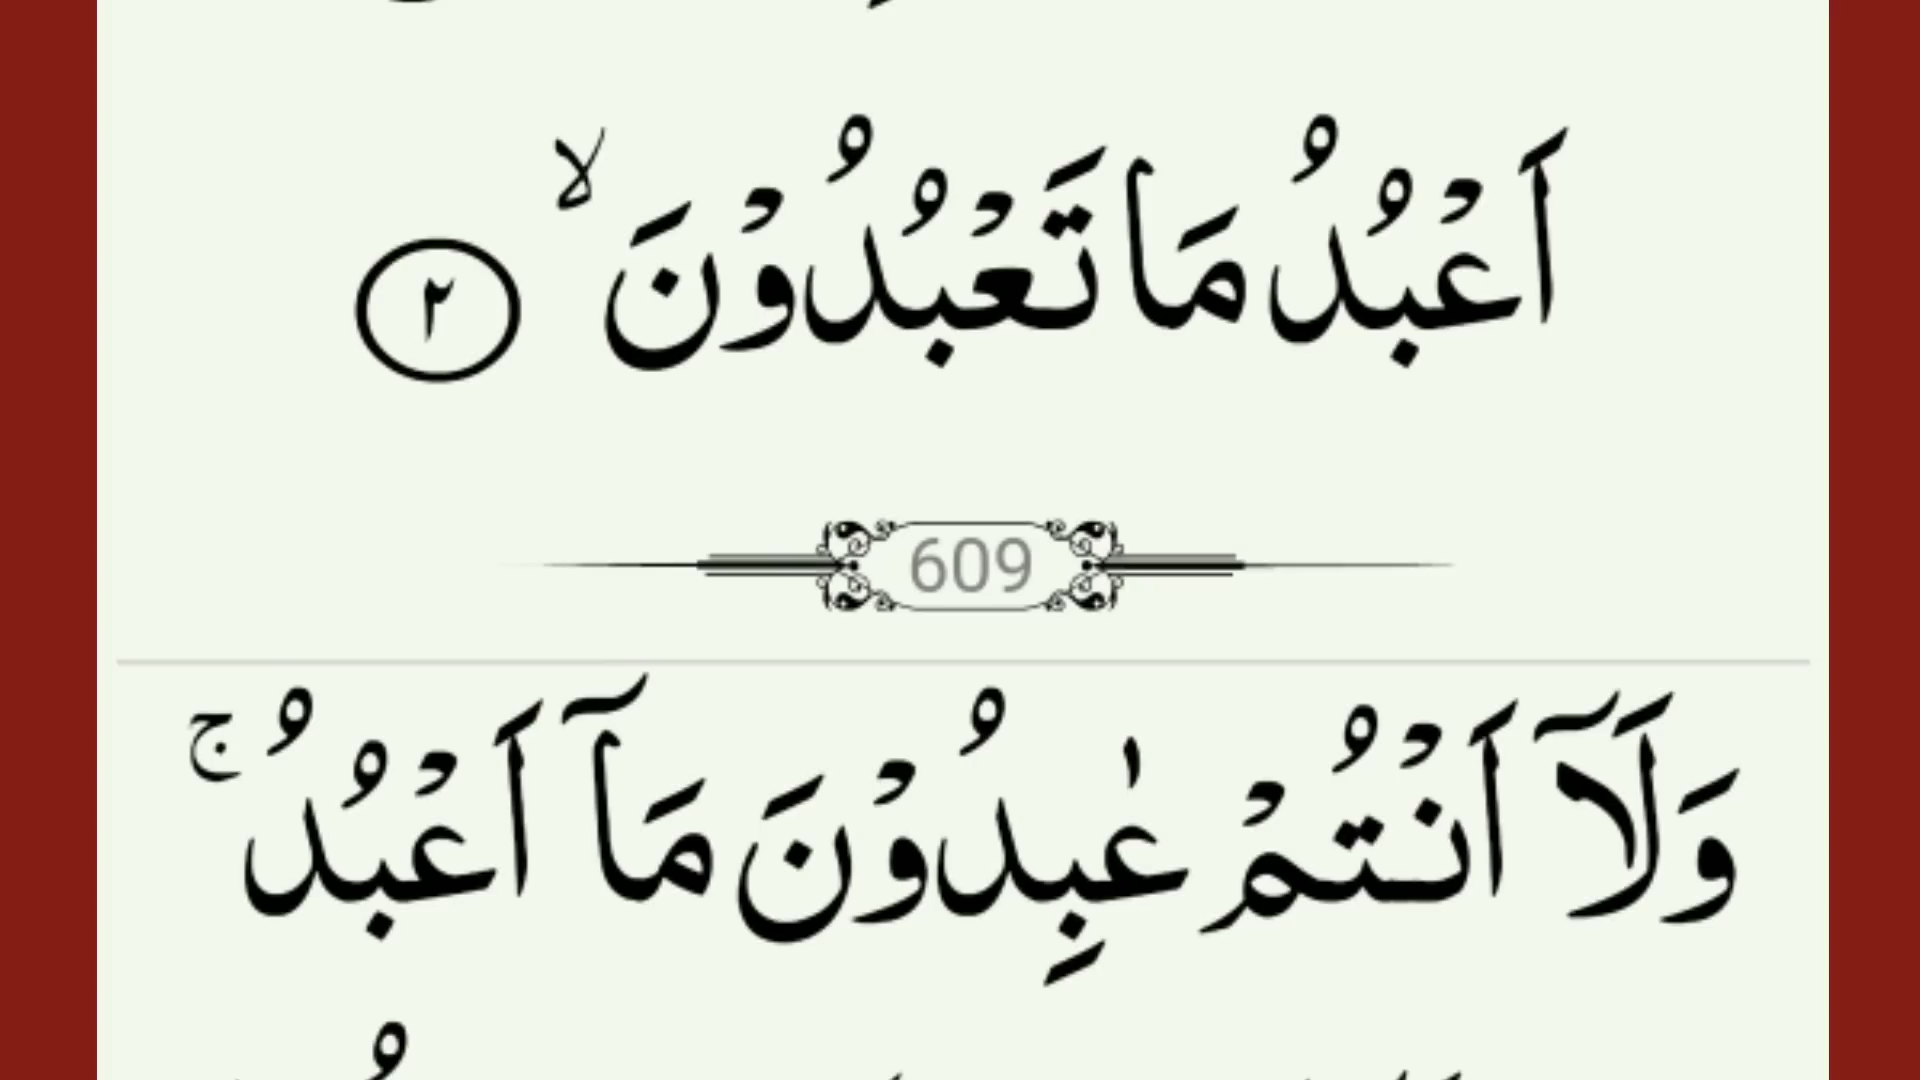 اَعْبُدُ مَا تَعْبُدُوْنَ ۙ ٢
609
وَلَآ اَنْتُمْ عٰبِدُوْنَ مَآ اَعْبُدُ ۚ